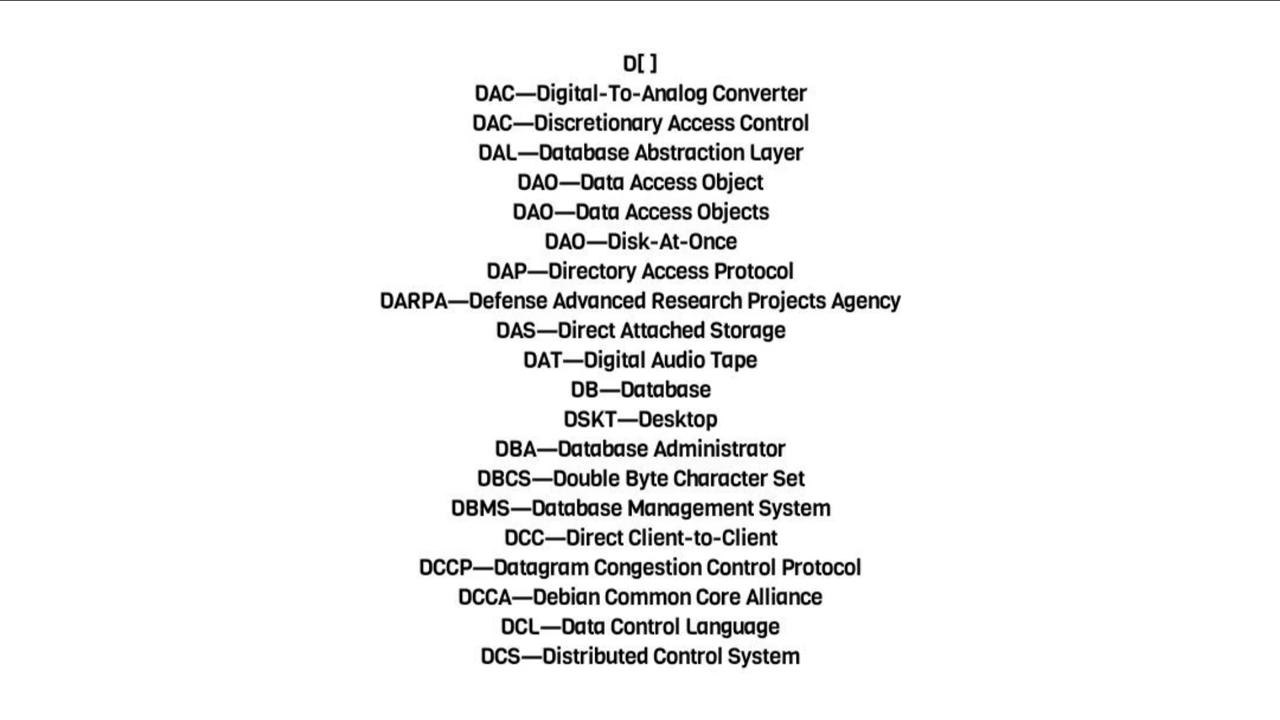 D[ ]
DAC—Digital-To-Analog Converter
DAC—Discretionary Access Control
DAL—Database Abstraction Layer
DAO—Data Access Object
DAO—Data Access Objects
DAO—Disk-At-Once
DAP—Directory Access Protocol
DARPA—Defense Advanced Research Projects Agency
DAS—Direct Attached Storage
DAT—Digital Audio Tape
DB—Database
DSKT—Desktop
DBA—Database Administrator
DBCS—Double Byte Character Set
DBMS—Database Management System
DCC—Direct Client-to-Client
DCCP—Datagram Congestion Control Protocol
DCCA—Debian Common Core Alliance
DCL—Data Control Language
DCS—Distributed Control System